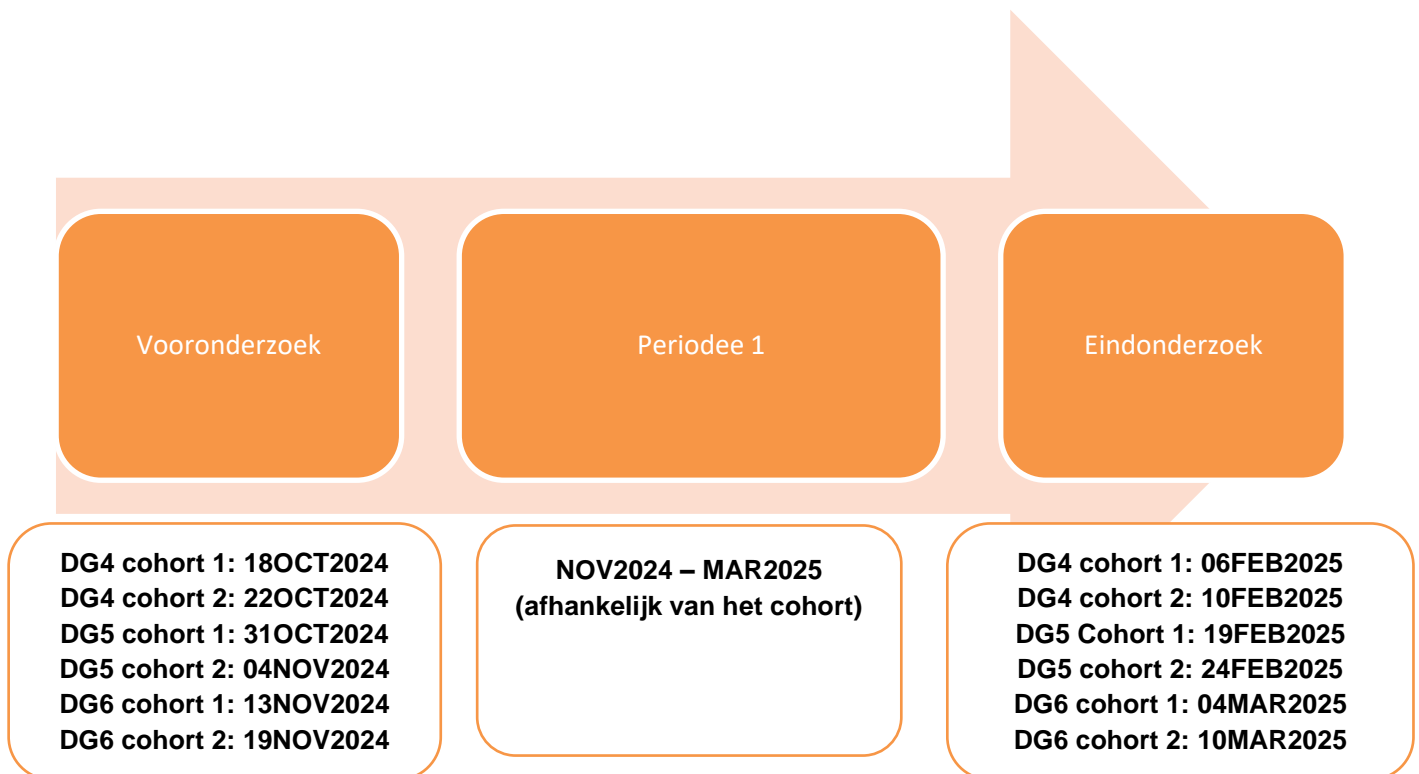 Vooronderzoek
Periodee 1
Eindonderzoek
DG4 cohort 1: 18OCT2024
DG4 cohort 2: 22OCT2024
DG5 cohort 1: 31OCT2024
DG5 cohort 2: 04NOV2024
DG6 cohort 1: 13NOV2024
DG6 cohort 2: 19NOV2024
NOV2024 – MAR2025
(afhankelijk van het cohort)
DG4 cohort 1: 06FEB2025
DG4 cohort 2: 10FEB2025
DG5 Cohort 1: 19FEB2025
DG5 cohort 2: 24FEB2025
DG6 cohort 1: 04MAR2025
DG6 cohort 2: 10MAR2025